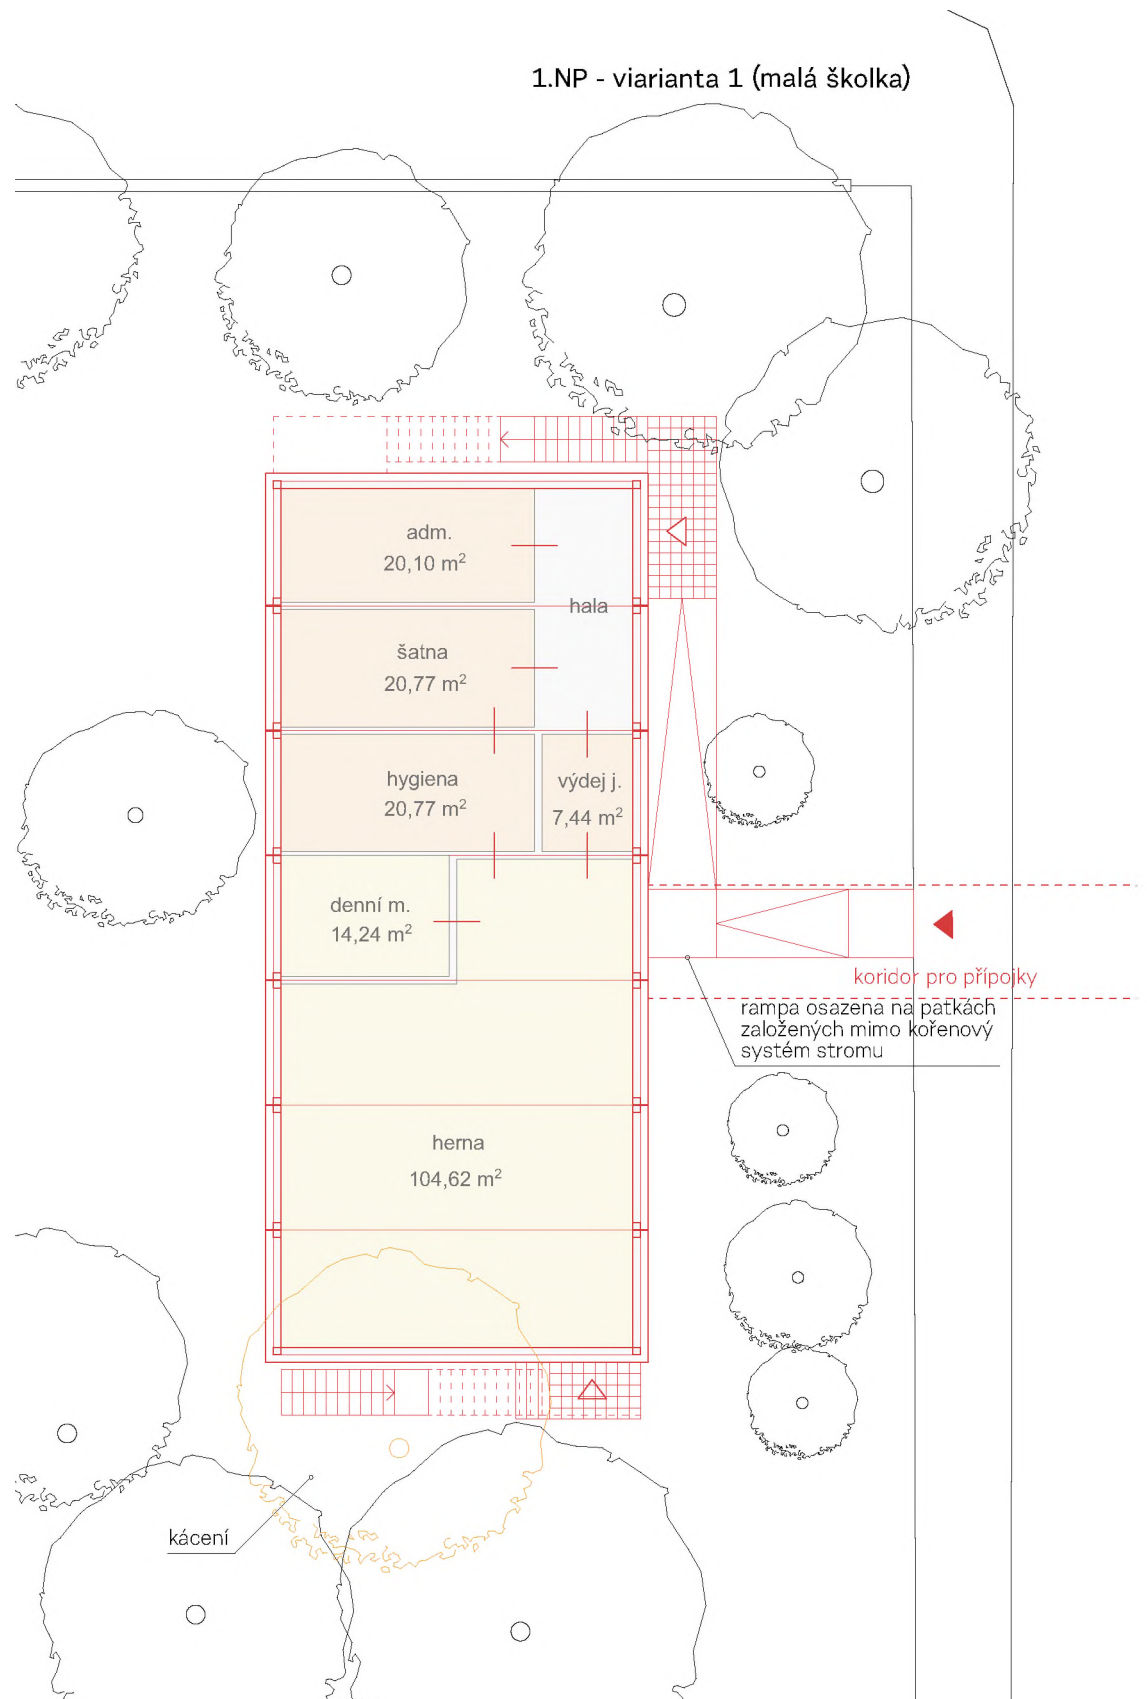 1.NP - viarianta 1 (malá školka)
adm.
20,10 m²
hala
šatna
20,77 m²
hygiena
20,77 m²
výdej j.
7,44 m²
denní m.
14,24 m²
koridor pro přípojky
rampa osazena na patkách
založených mimo kořenový
systém stromu
herna
104,62 m²
kácení